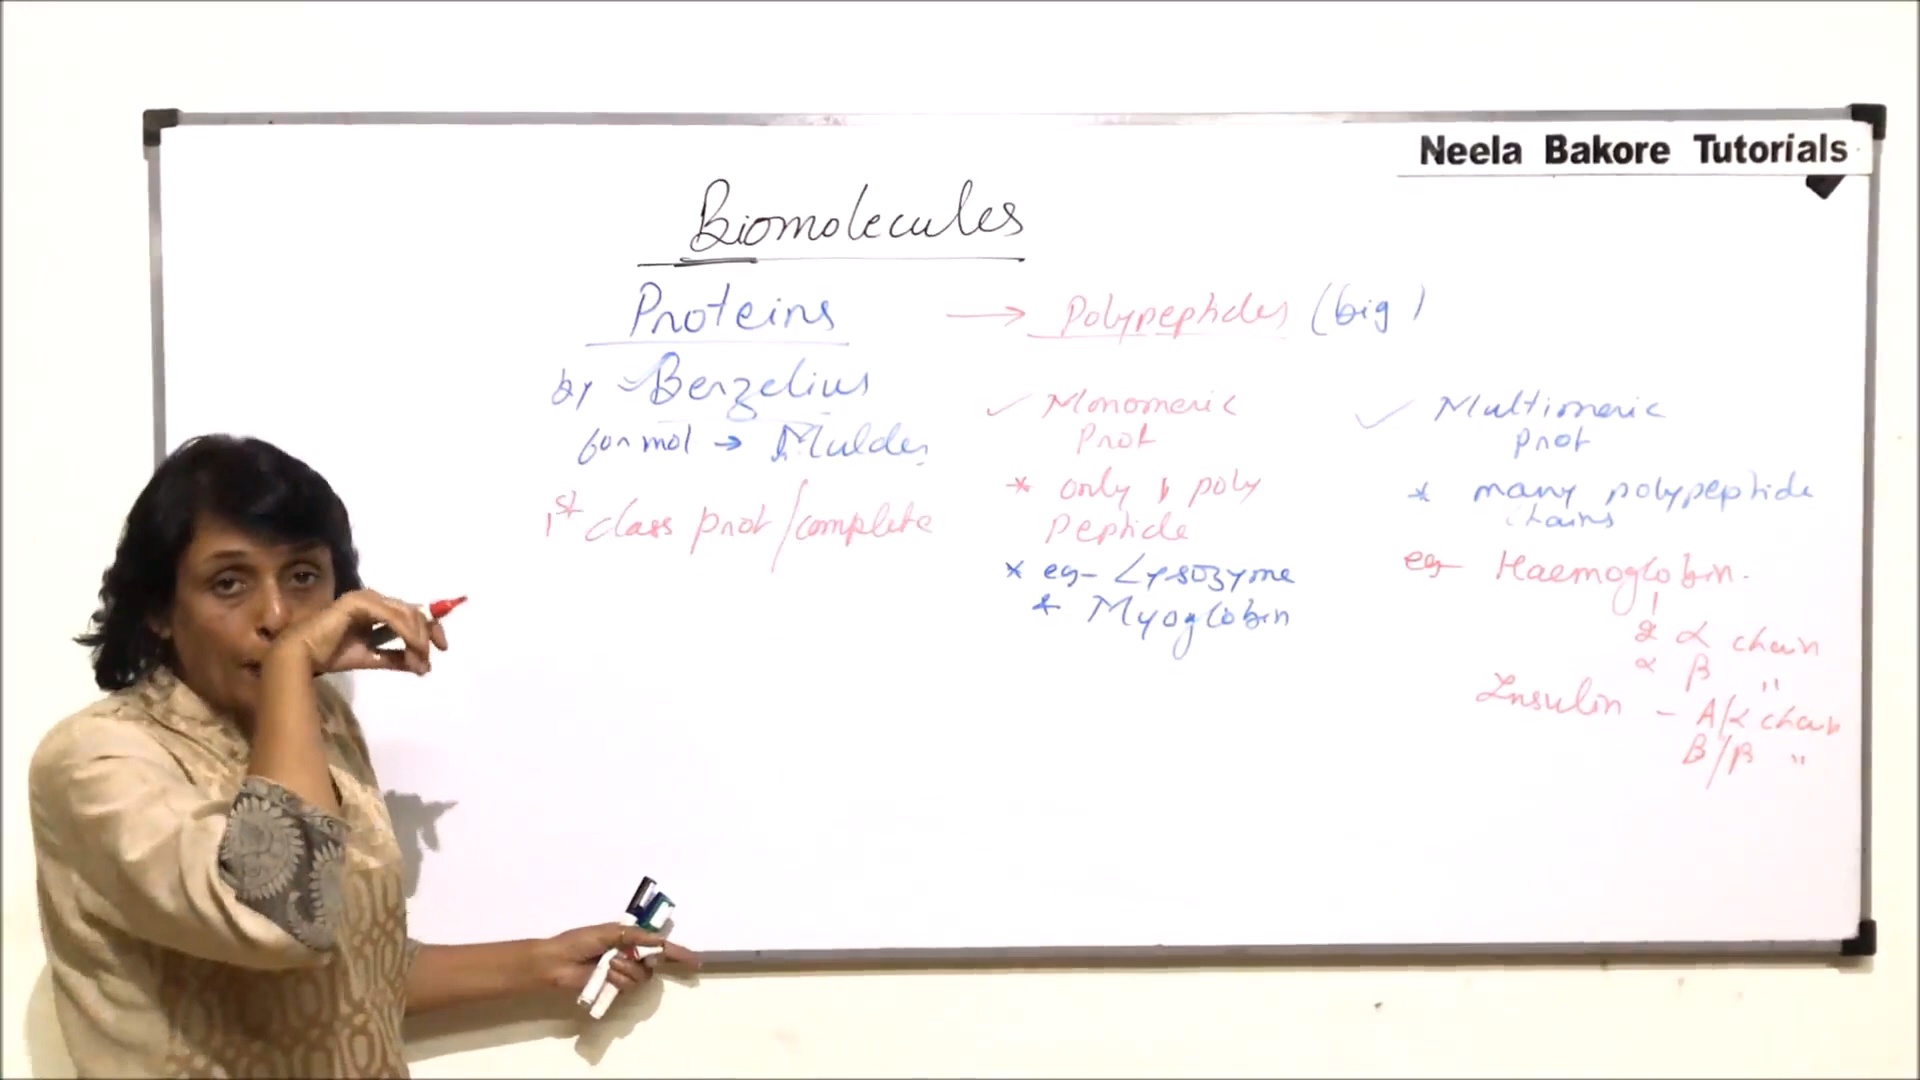 Neela Bakore Tutorials
Biomolecules
Proteins → Polypeptides (big)
by - Berzelius
formol → Mulder
1st class prot/complete
✓ Monomeric
Prot
* only 1 poly
peptide
* eg- Lysozyme
* Myoglobin
✓ Multimeric
prot
* many polypeptide
chains
eg- Haemoglobin.
2 α chain
β "
Insulin - A/α chain
B/β "